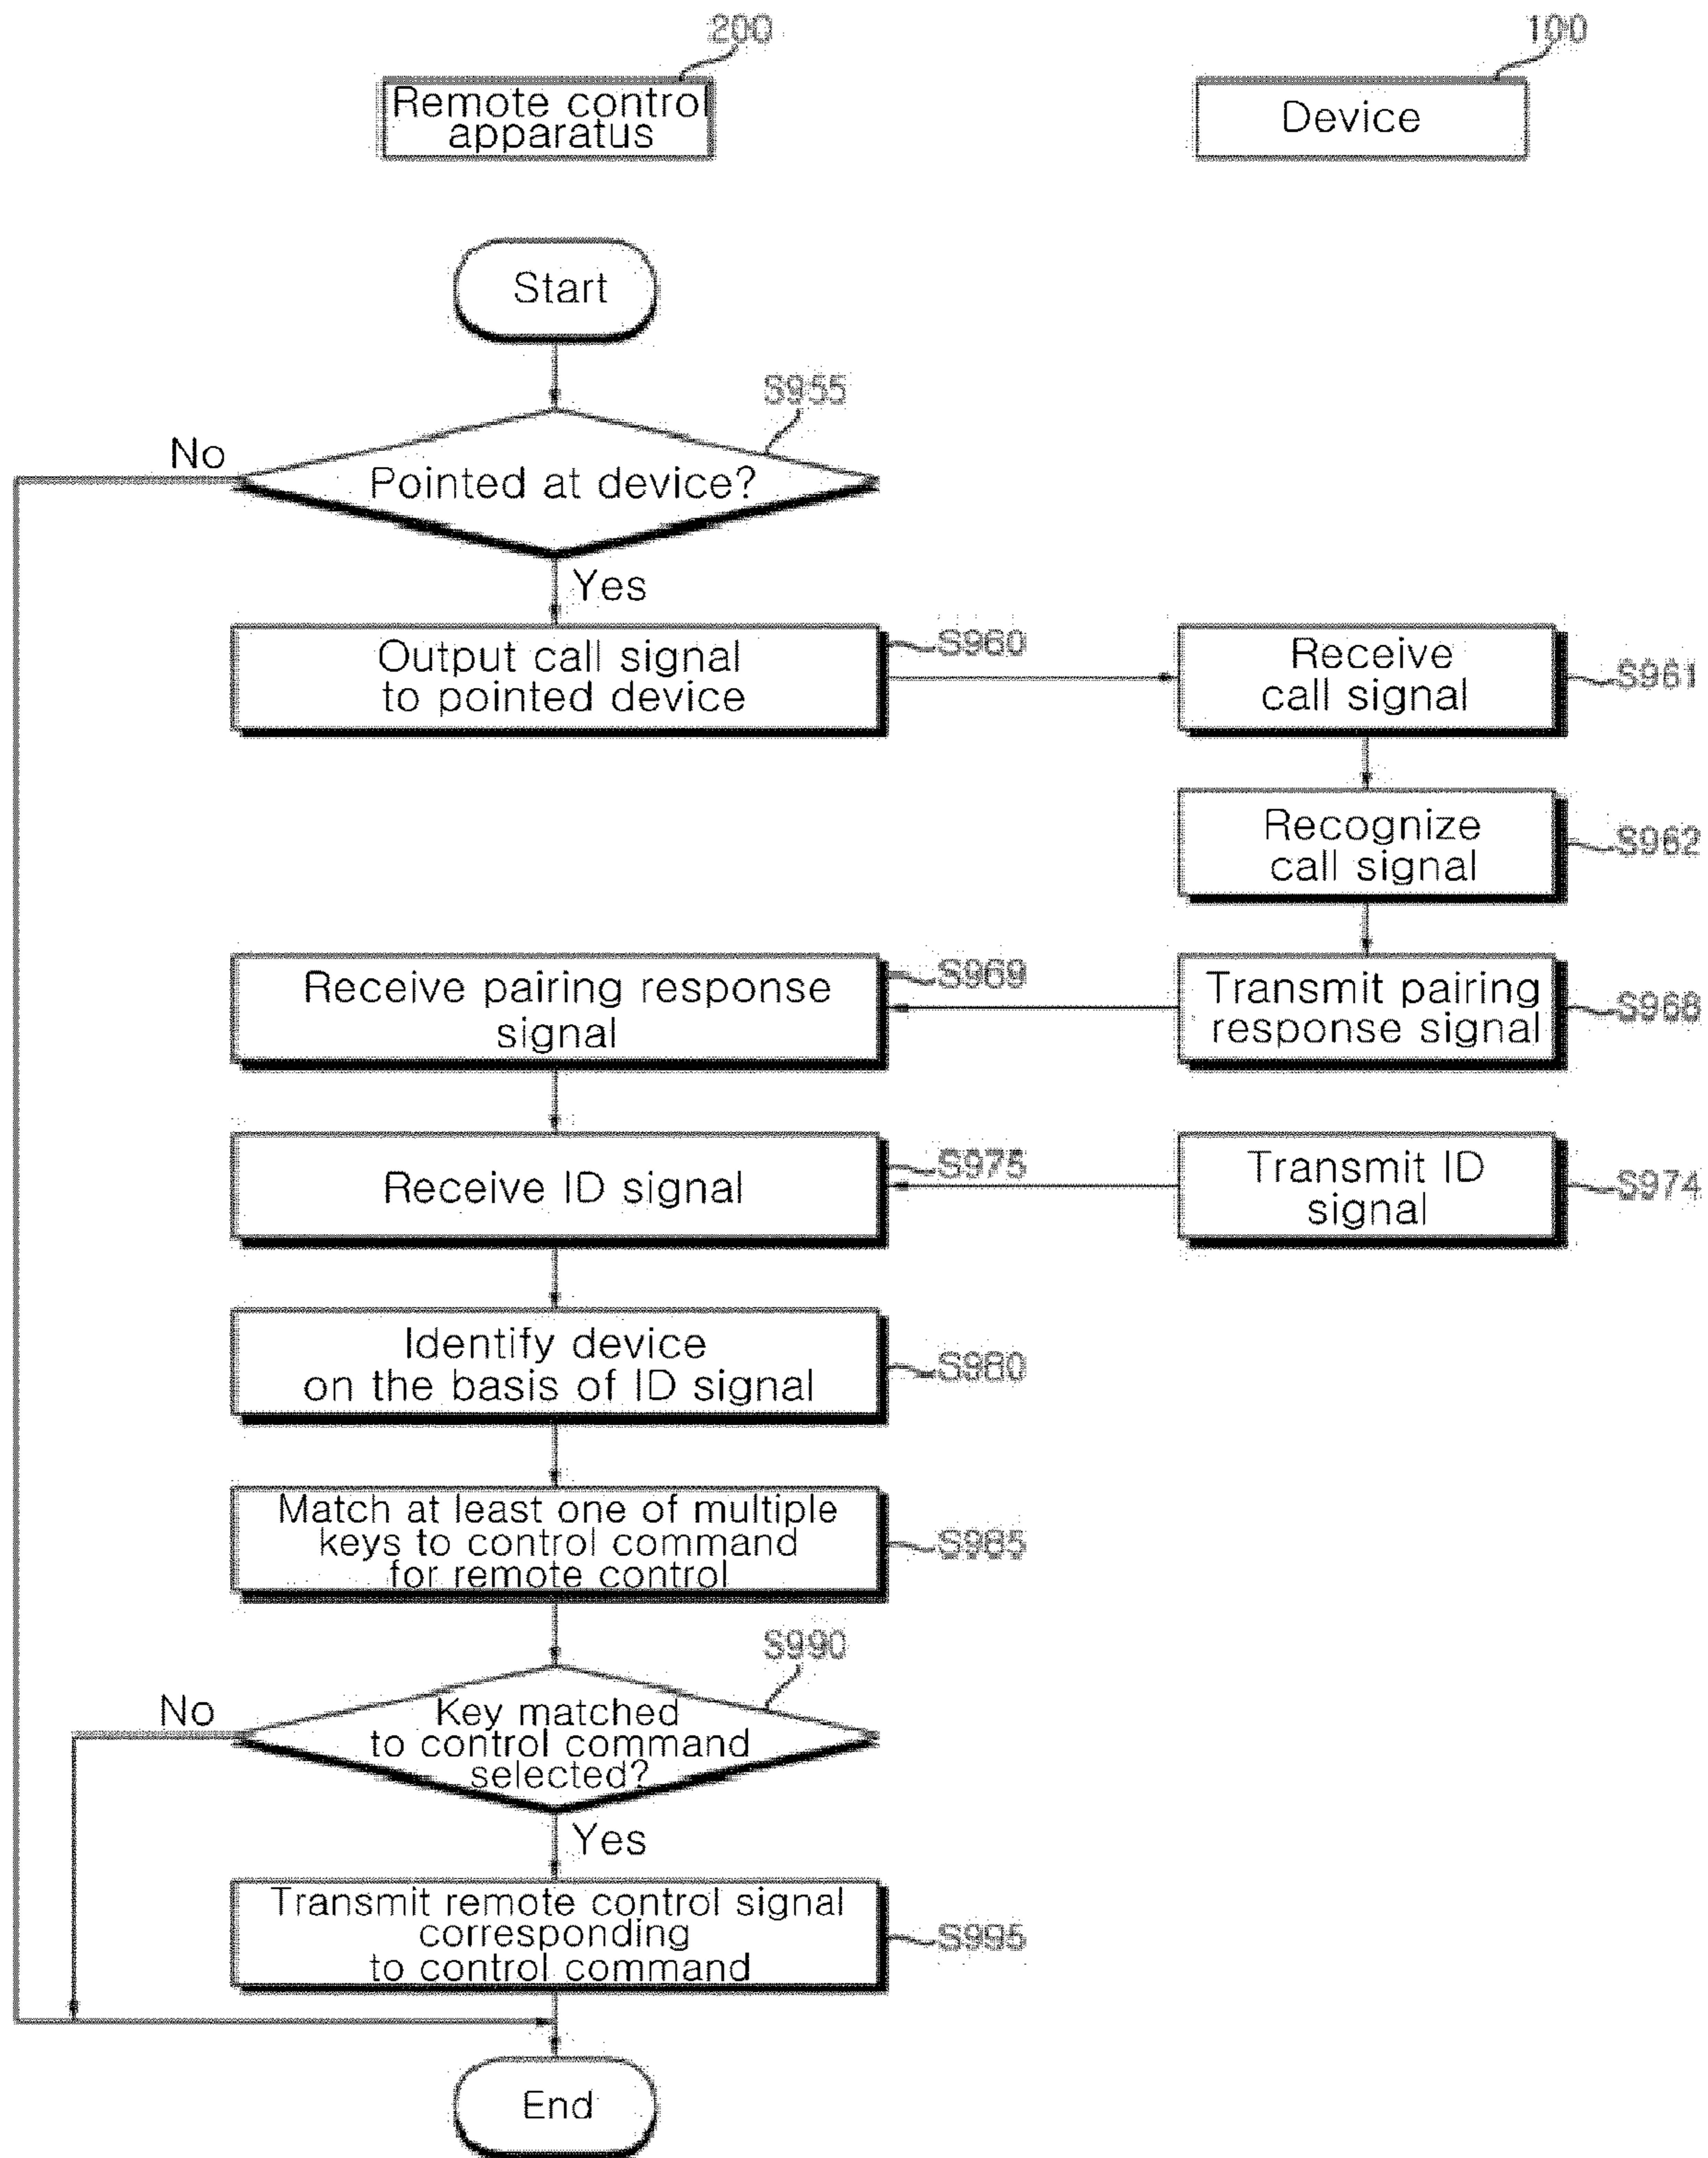 200
100
Remote control
apparatus
Device
Start
S955
No
Pointed at device?
Yes
Output call signal
to pointed device
S960
Receive
call signal
S961
Recognize
call signal
S962
Receive pairing response
signal
S969
Transmit pairing
response signal
S968
Receive ID signal
S975
Transmit ID
signal
S974
Identify device
on the basis of ID signal
S980
Match at least one of multiple
keys to control command
for remote control
S985
S990
No
Key matched
to control command
selected?
Yes
Transmit remote control signal
corresponding
to control command
S995
End